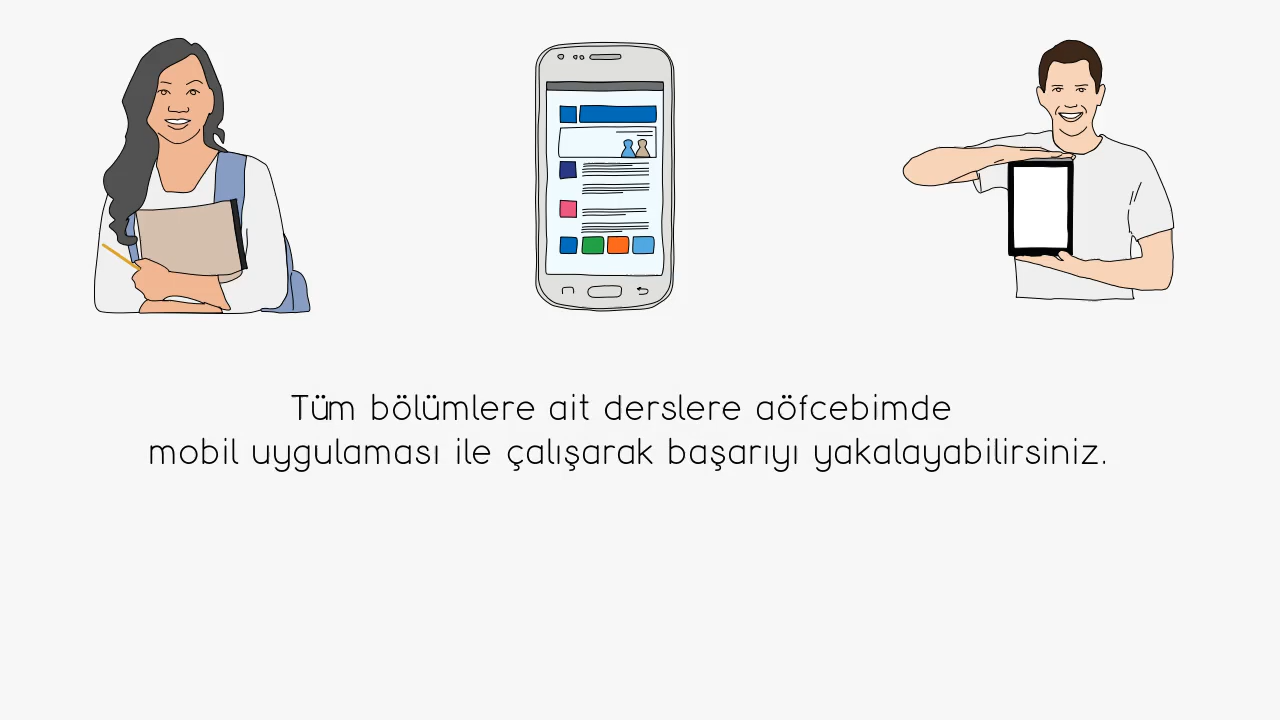 Tüm bölümlere ait derslere aöfcebimde
mobil uygulaması ile çalışarak başarıyı yakalayabilirsiniz.